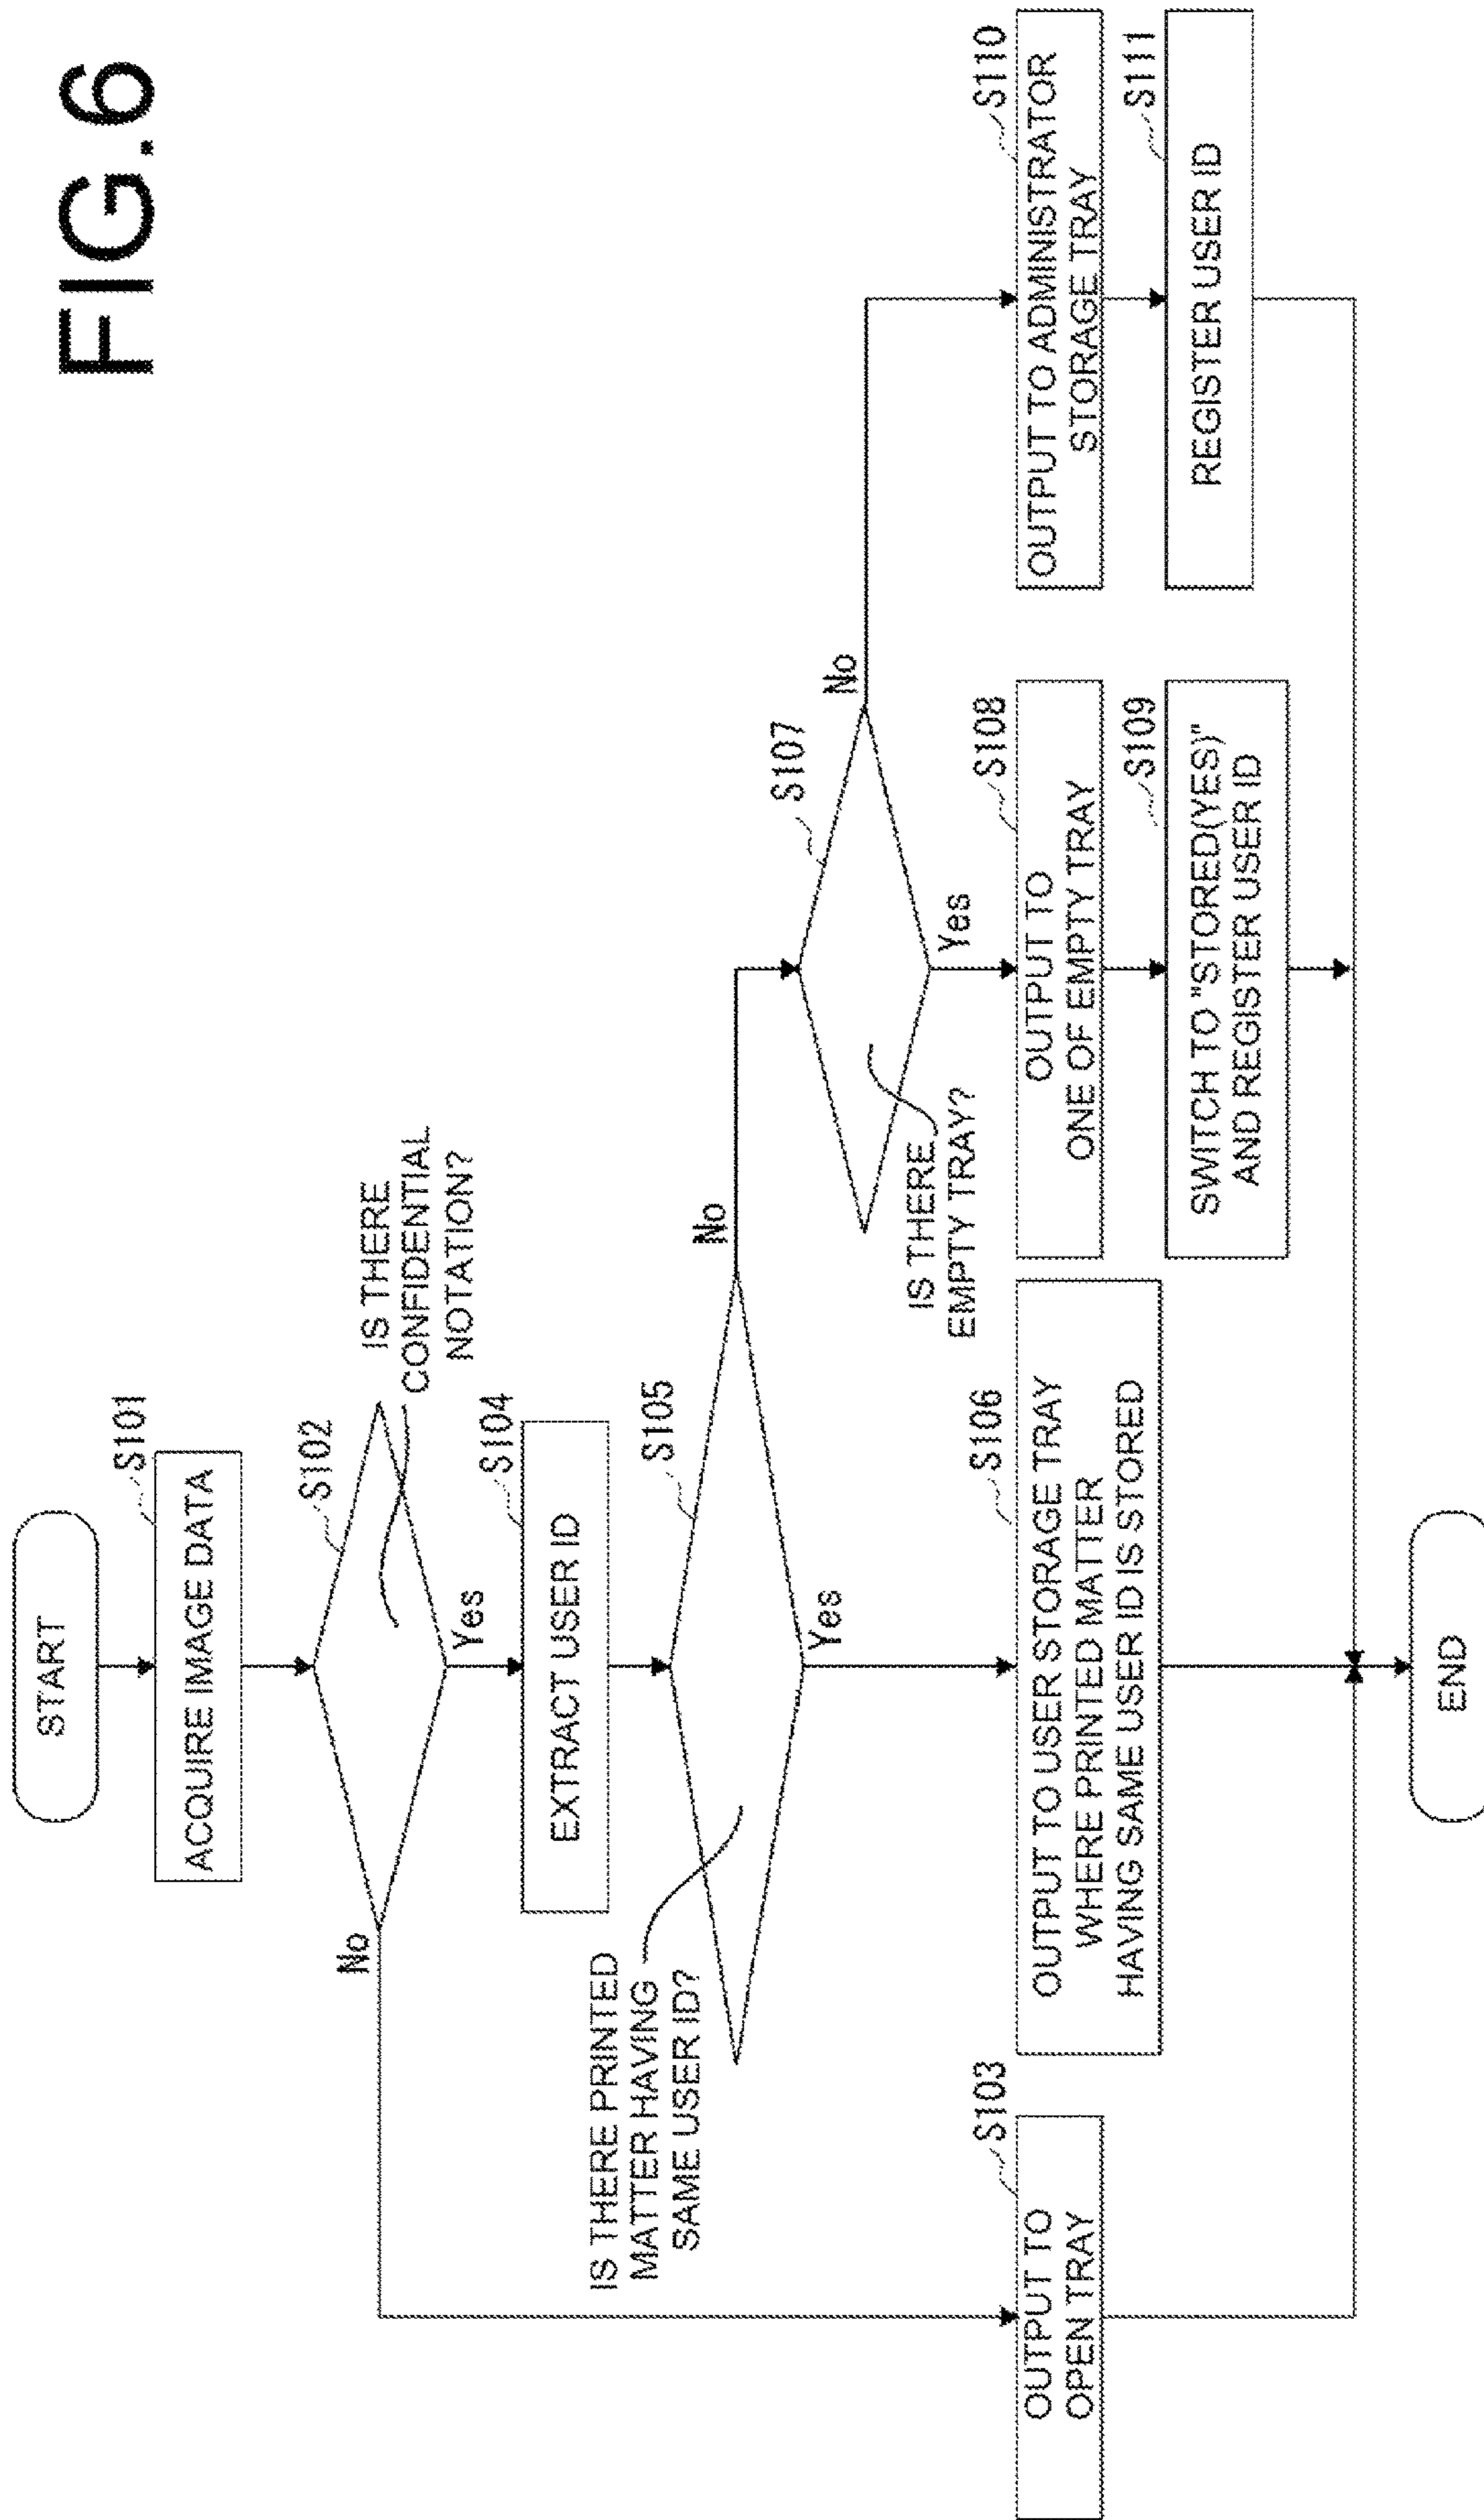 FIG.6
START
S101
ACQUIRE IMAGE DATA
S102
IS THERE
CONFIDENTIAL
NOTATION?
No
Yes
S104
EXTRACT USER ID
S105
IS THERE PRINTED
MATTER HAVING
SAME USER ID?
No
Yes
S107
IS THERE
EMPTY TRAY?
No
Yes
S103
OUTPUT TO
OPEN TRAY
S106
OUTPUT TO USER STORAGE TRAY
WHERE PRINTED MATTER
HAVING SAME USER ID IS STORED
S108
OUTPUT TO
ONE OF EMPTY TRAY
S110
OUTPUT TO ADMINISTRATOR
STORAGE TRAY
S109
SWITCH TO "STORED(YES)"
AND REGISTER USER ID
S111
REGISTER USER ID
END